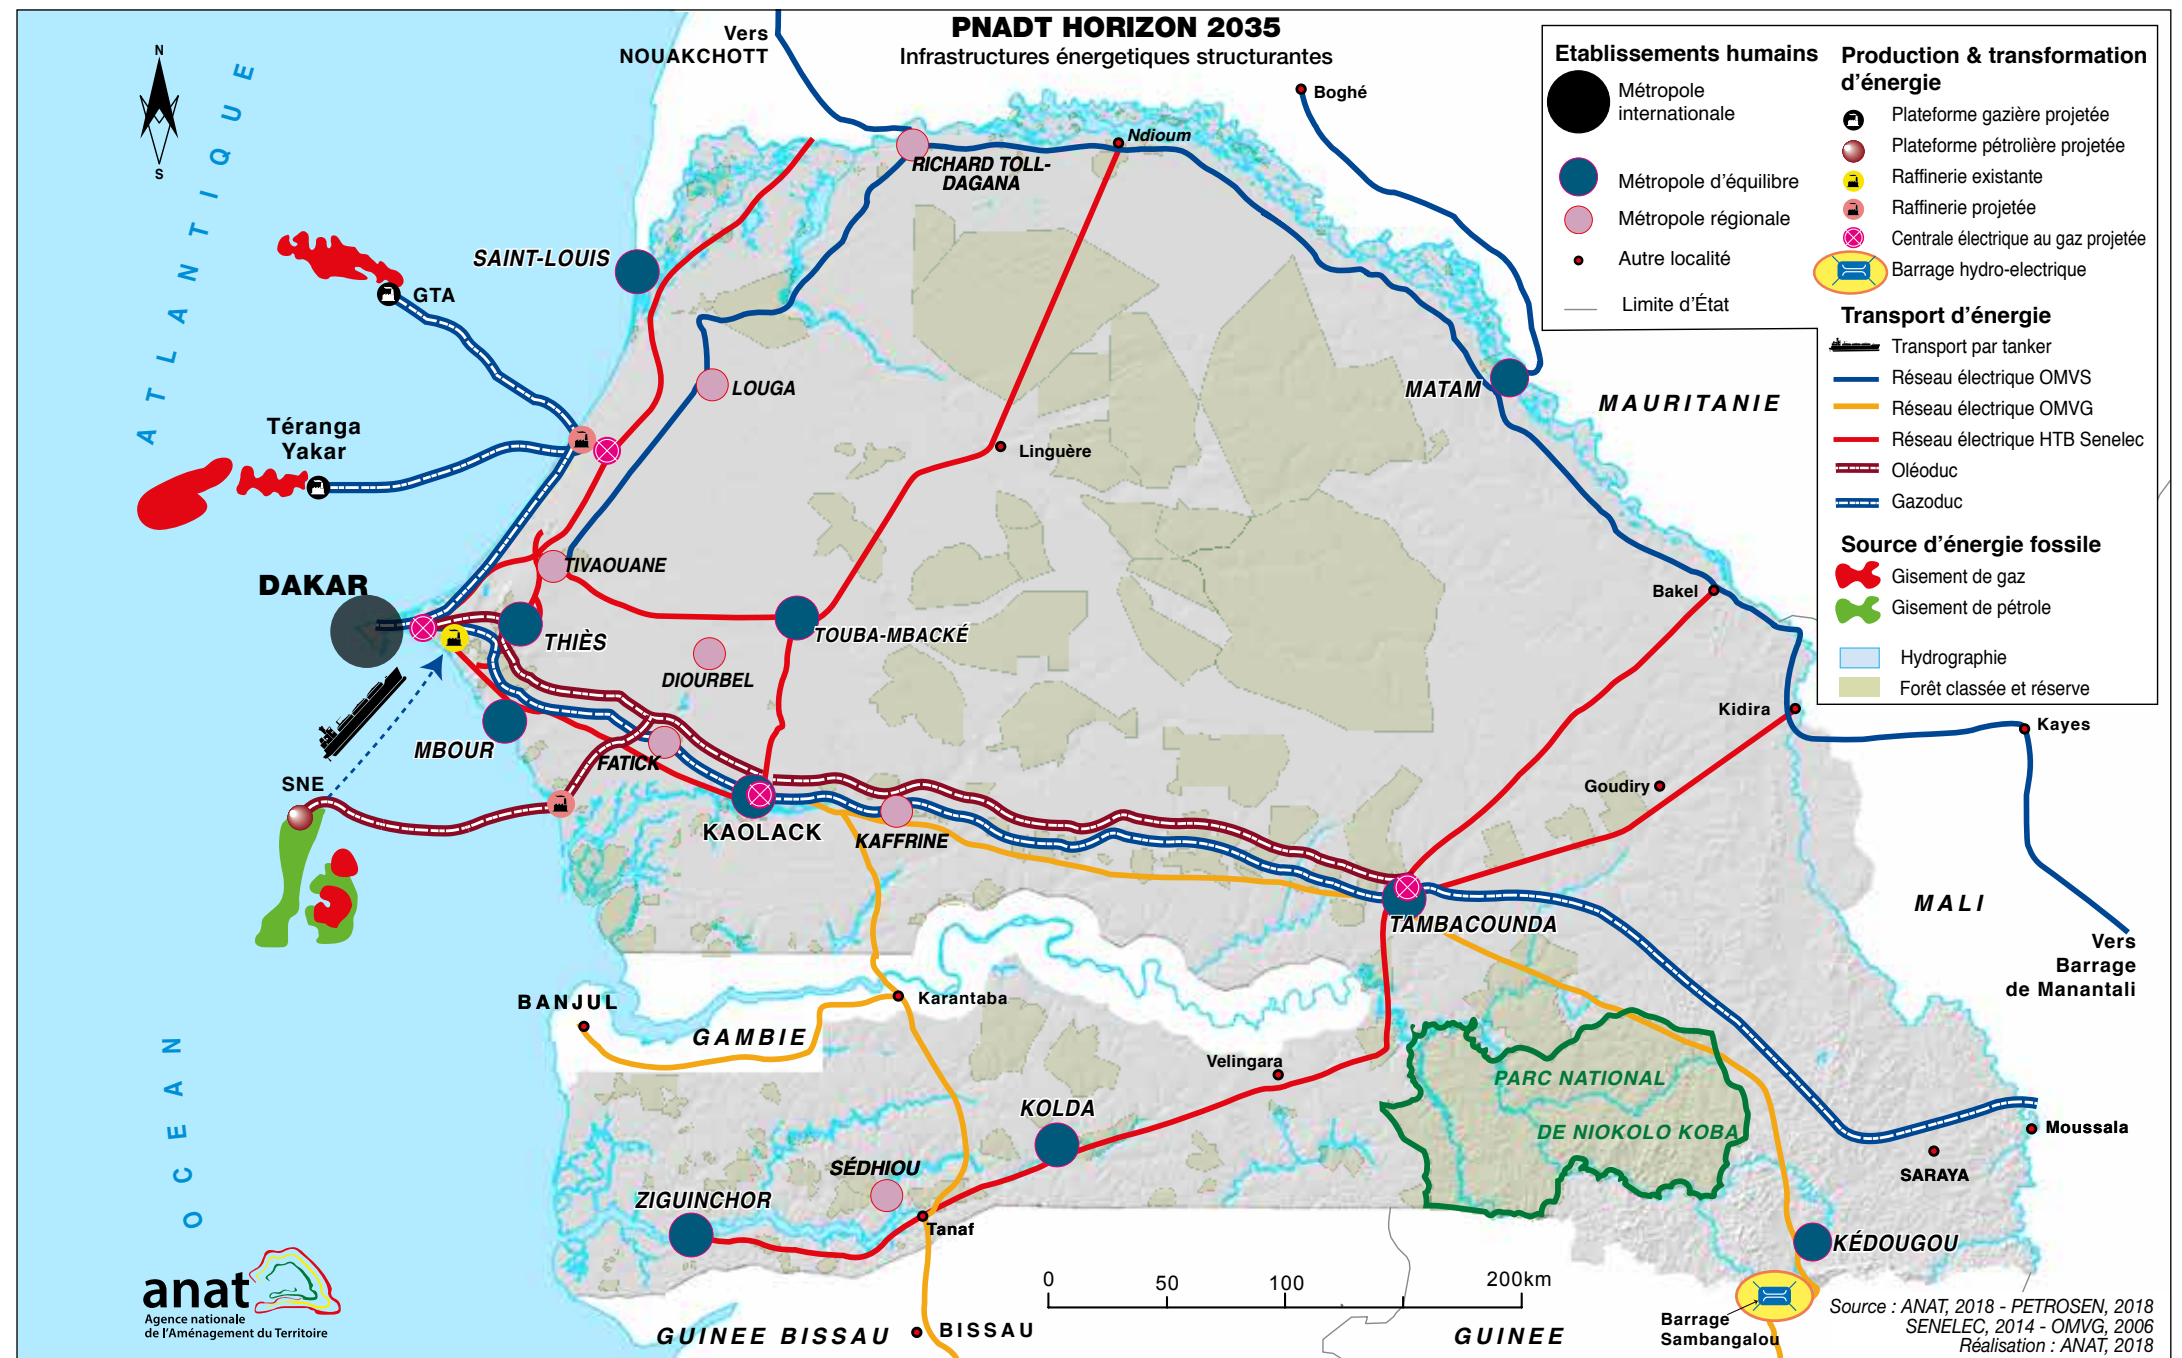 PNADT HORIZON 2035
Infrastructures énergetiques structurantes
Vers
NOUAKCHOTT
N
S
ATLANTIQUE
OCEAN
Boghé
Ndioum
RICHARD TOLL-
DAGANA
SAINT-LOUIS
GTA
LOUGA
MATAM
MAURITANIE
Téranga
Yakar
Linguère
DAKAR
TIVAOUANE
Bakel
THIÈS
TOUBA-MBACKÉ
DIOURBEL
Kidira
Kayes
MBOUR
FATICK
SNE
Goudiry
KAOLACK
KAFFRINE
MALI
TAMBACOUNDA
Vers
Barrage
de Manantali
BANJUL
Karantaba
GAMBIE
Velingara
PARC NATIONAL
DE NIOKOLO KOBA
KOLDA
Moussala
SARAYA
SÉDHIOU
ZIGUINCHOR
Tanaf
KÉDOUGOU
Barrage
Sambangalou
GUINEE BISSAU
BISSAU
GUINEE
0 50 100 200km
anat
Agence nationale
de l'Aménagement du Territoire
Source : ANAT, 2018 - PETROSEN, 2018
SENELEC, 2014 - OMVG, 2006
Réalisation : ANAT, 2018
Etablissements humains
Métropole
internationale
Métropole d'équilibre
Métropole régionale
Autre localité
Limite d'État
Production & transformation
d'énergie
Plateforme gazière projetée
Plateforme pétrolière projetée
Raffinerie existante
Raffinerie projetée
Centrale électrique au gaz projetée
Barrage hydro-electrique
Transport d'énergie
Transport par tanker
Réseau électrique OMVS
Réseau électrique OMVG
Réseau électrique HTB Senelec
Oléoduc
Gazoduc
Source d'énergie fossile
Gisement de gaz
Gisement de pétrole
Hydrographie
Forêt classée et réserve